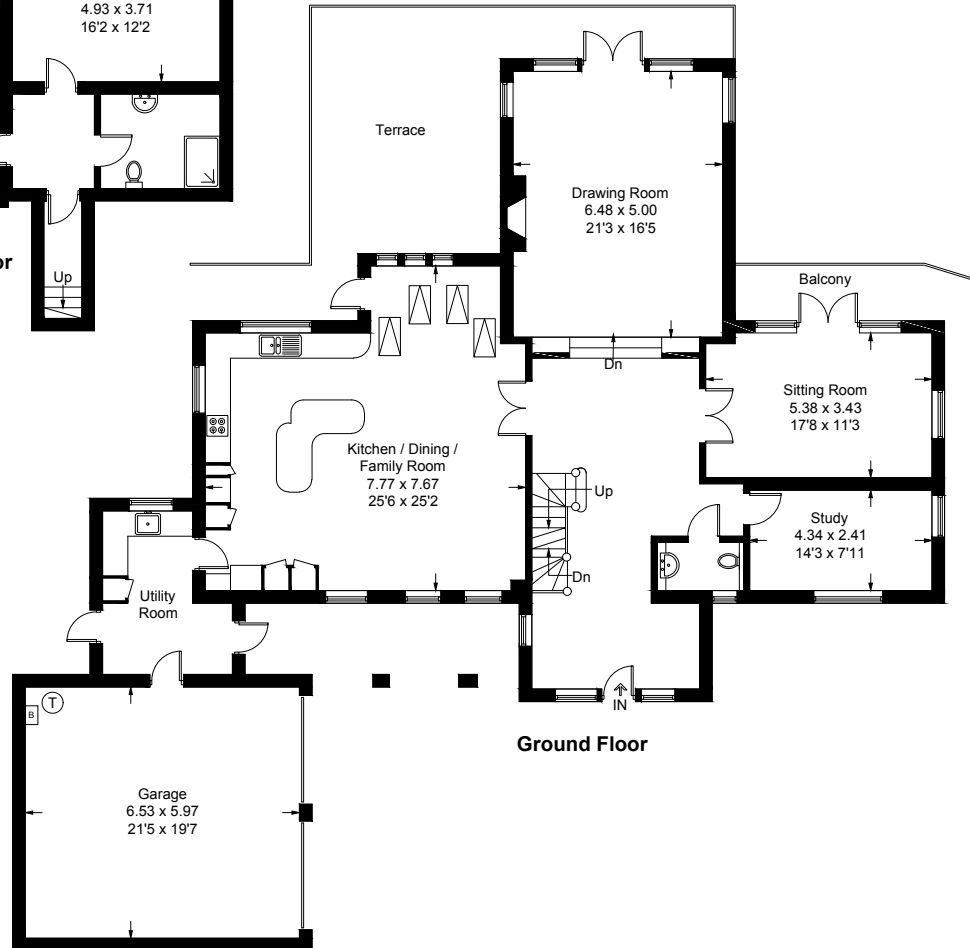 4.93 x 3.71
16'2 x 12'2
or
Up
Terrace
Drawing Room
6.48 x 5.00
21'3 x 16'5
Balcony
Dn
Sitting Room
5.38 x 3.43
17'8 x 11'3
Kitchen / Dining /
Family Room
7.77 x 7.67
25'6 x 25'2
Up
Dn
Study
4.34 x 2.41
14'3 x 7'11
Utility
Room
IN
Ground Floor
T
B
Garage
6.53 x 5.97
21'5 x 19'7